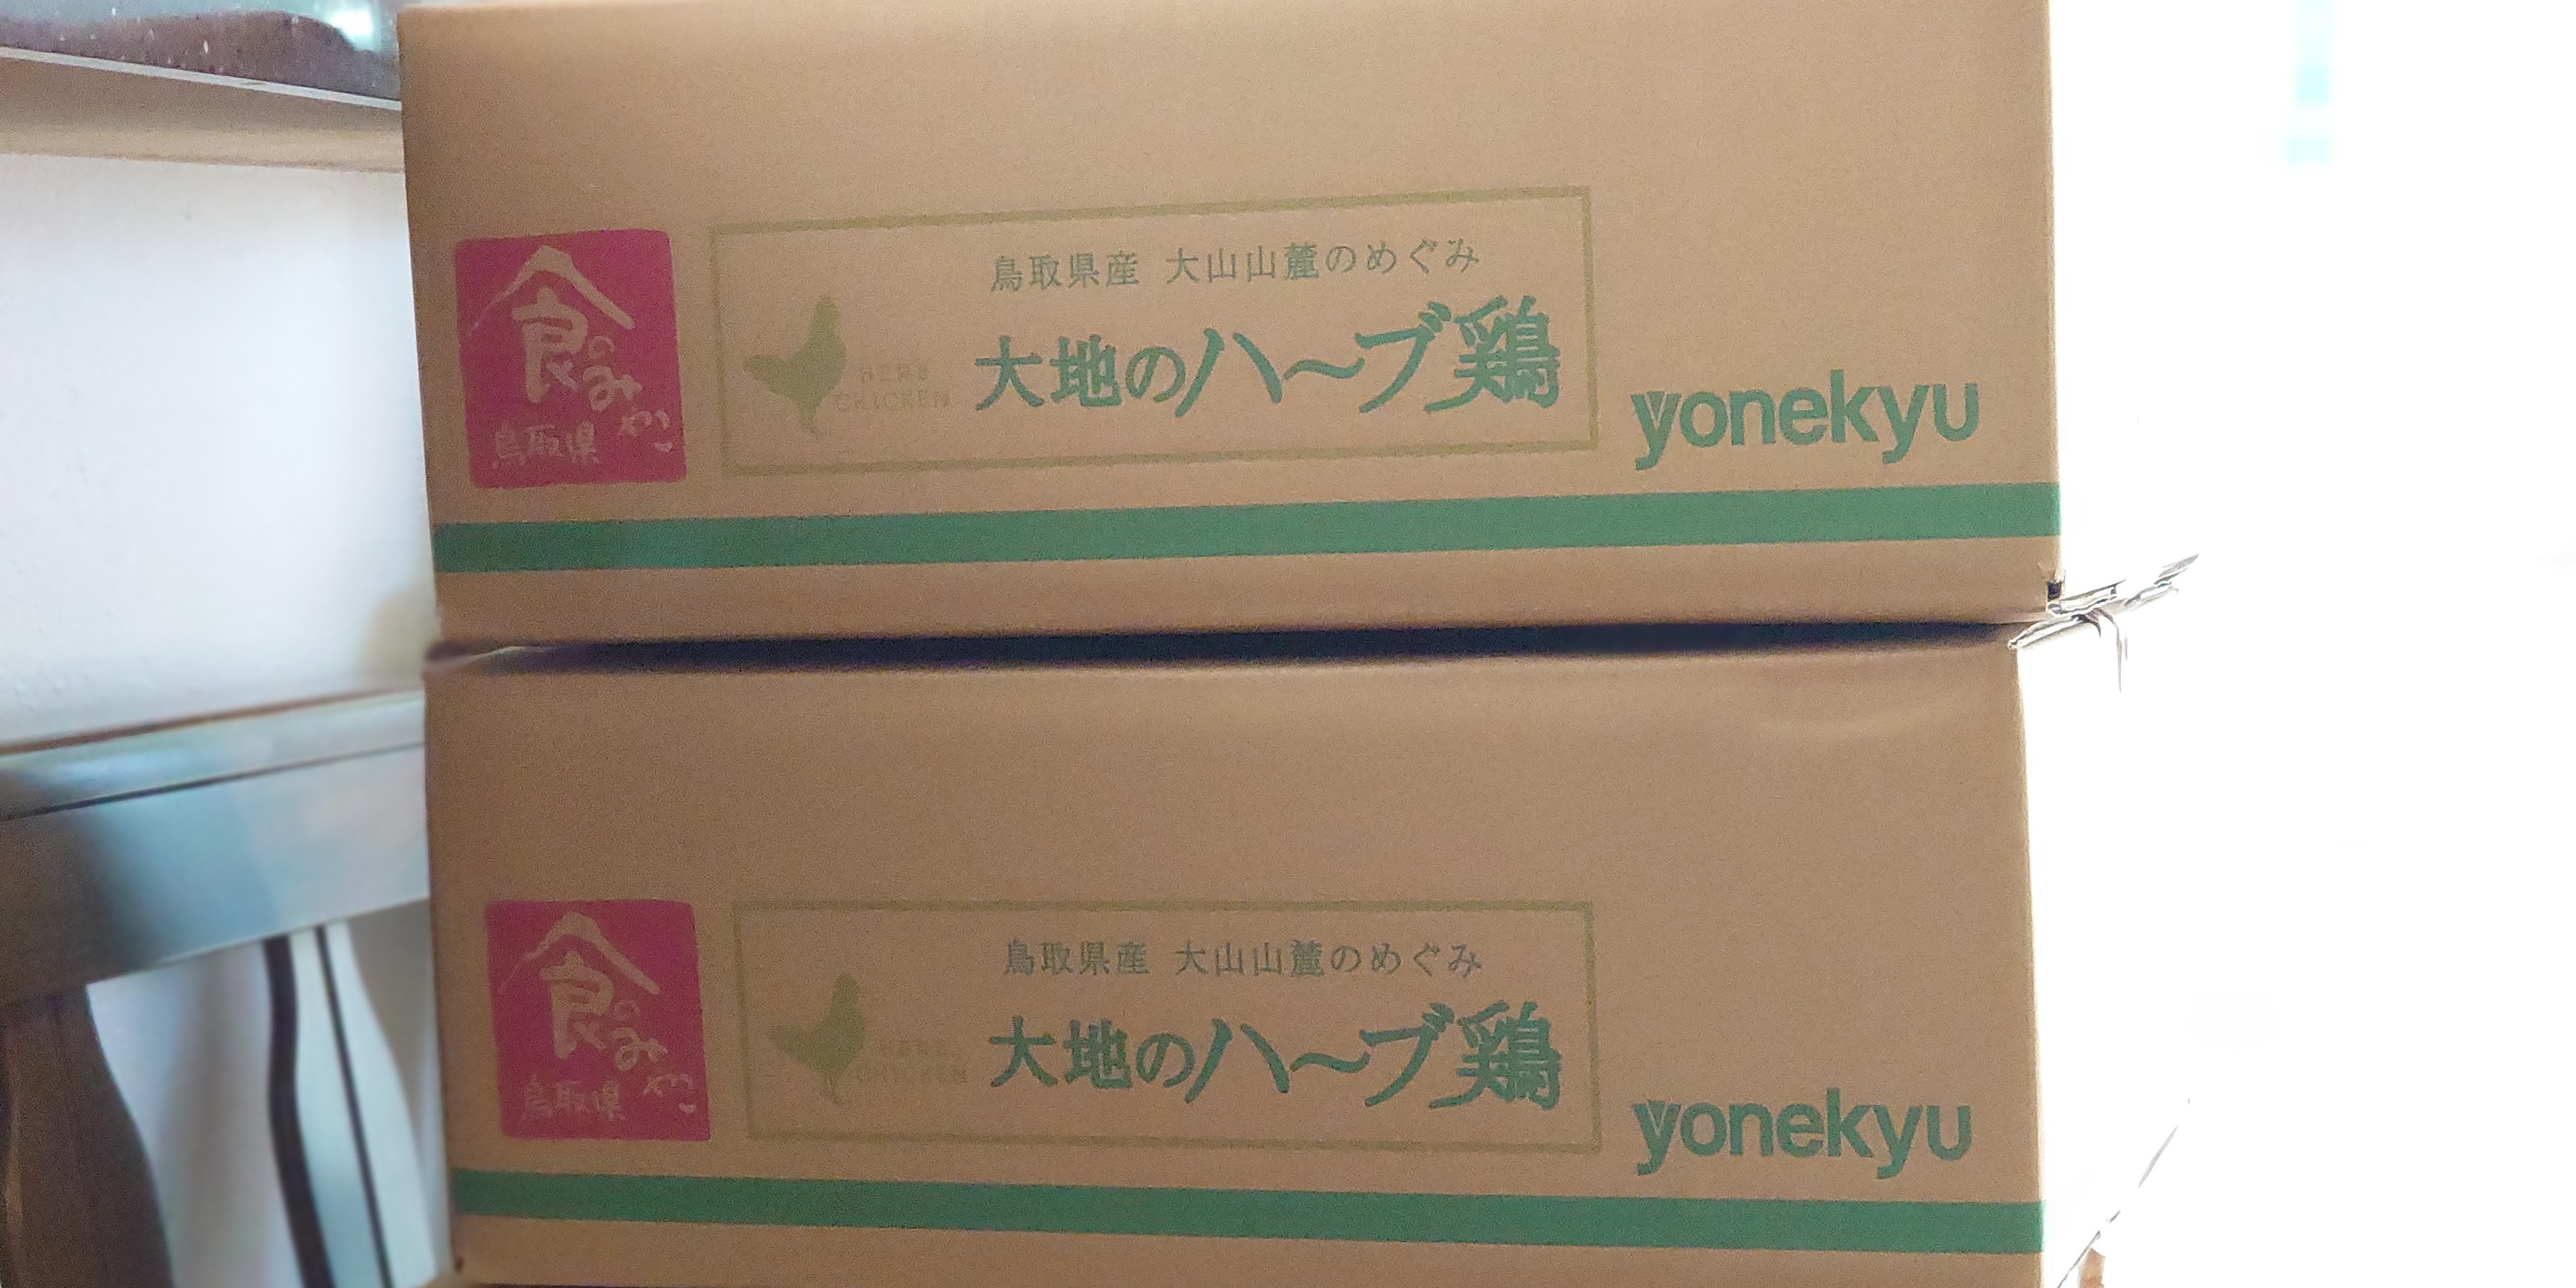 食のみやこ
鳥取県
鳥取県産 大山山麓のめぐみ
HERB
CHICKEN
大地のハーブ鶏
yonekyu
食のみやこ
鳥取県
鳥取県産 大山山麓のめぐみ
HERB
CHICKEN
大地のハーブ鶏
yonekyu